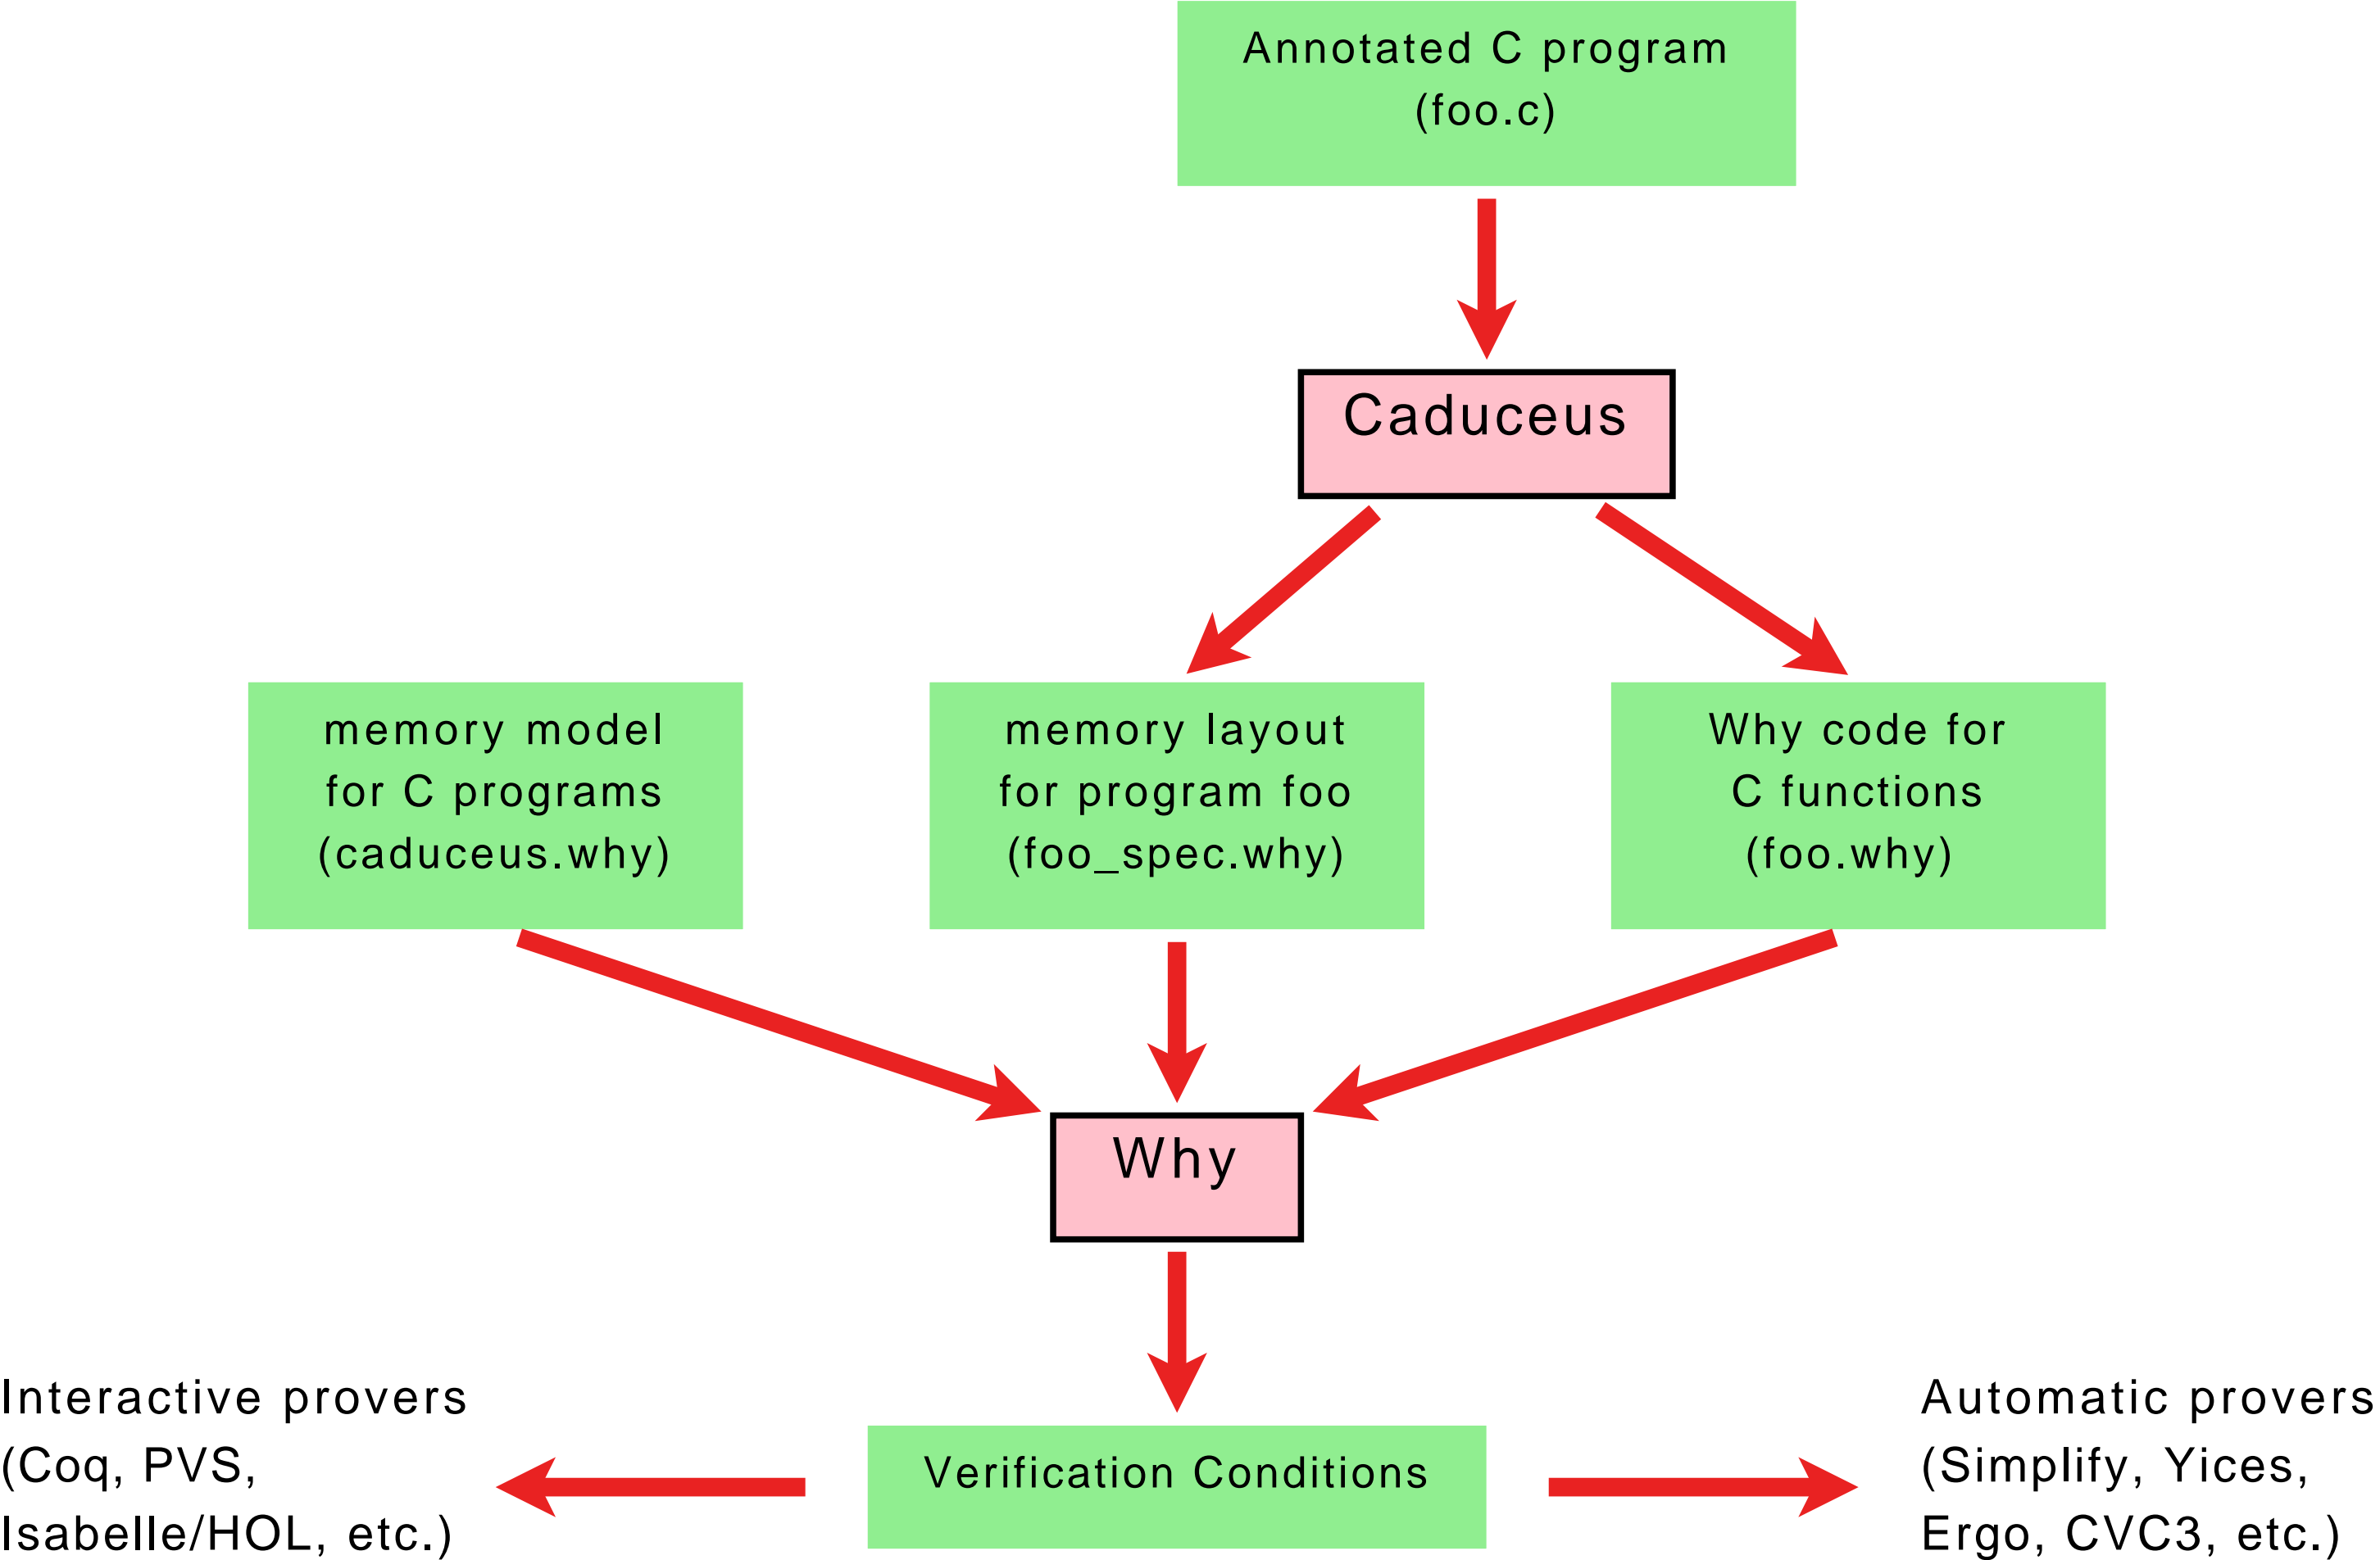 Annotated C program
(foo.c)
Caduceus
memory model
for C programs
(caduceus.why)
memory layout
for program foo
(foo_spec.why)
Why code for
C functions
(foo.why)
Why
Interactive provers
(Coq, PVS,
Isabelle/HOL, etc.)
Verification Conditions
Automatic provers
(Simplify, Yices,
Ergo, CVC3, etc.)